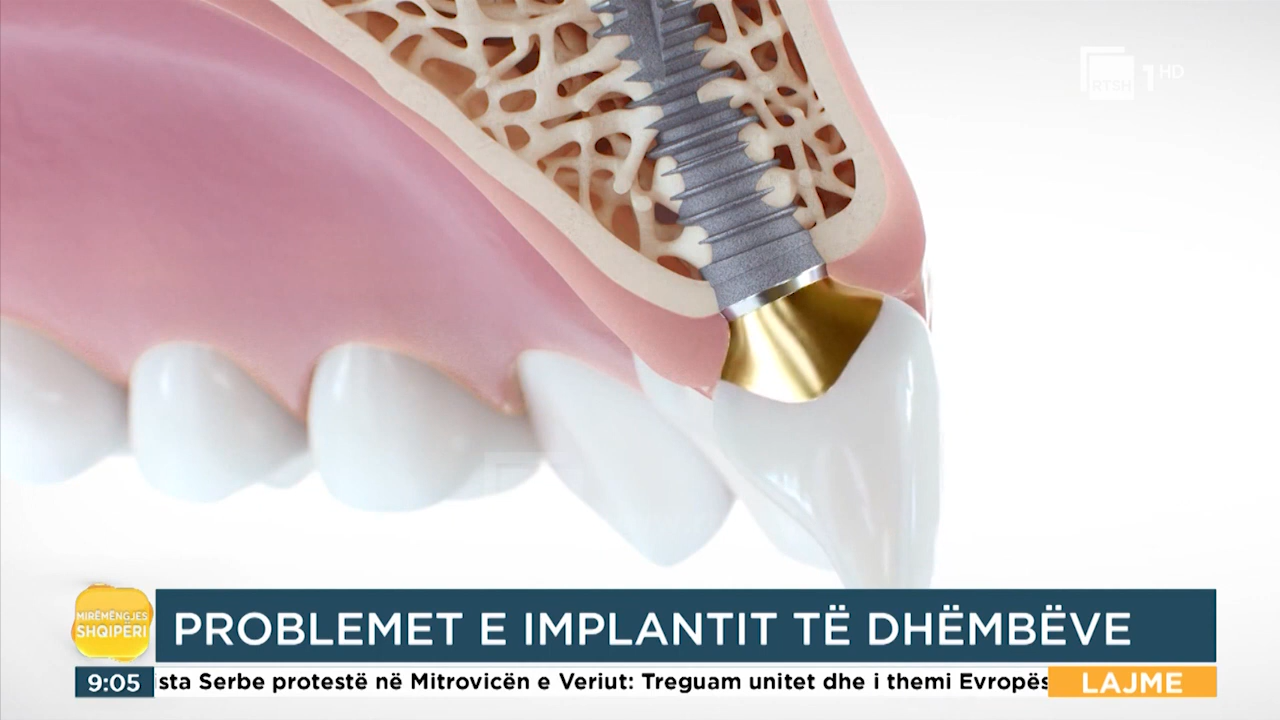 RTSH 1 HD
MIRËMËNGJES
SHQIPËRI
PROBLEMET E IMPLANTIT TË DHËMBËVE
9:05
ista Serbe protestë në Mitrovicën e Veriut: Treguam unitet dhe i themi Evropës
LAJME